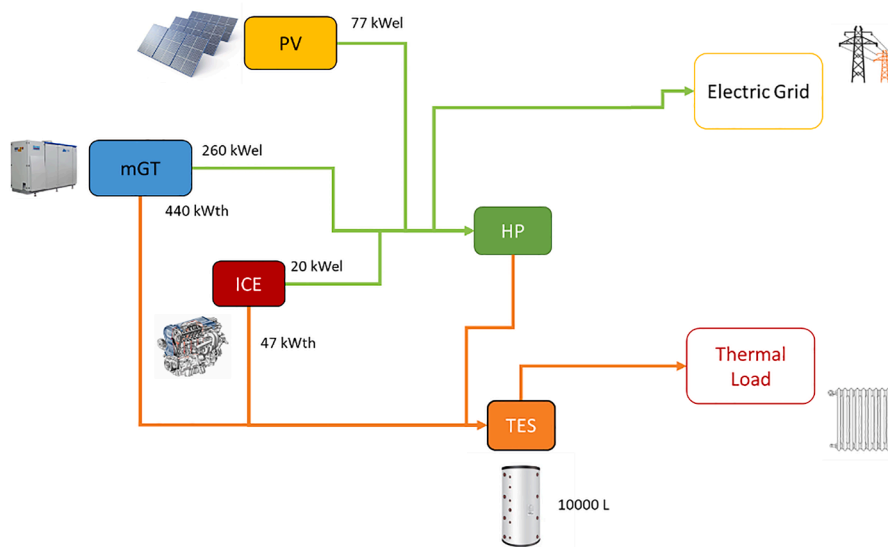 77 kWel
PV
Electric Grid
260 kWel
mGT
440 kWth
HP
20 kWel
ICE
47 kWth
Thermal
Load
TES
10000 L